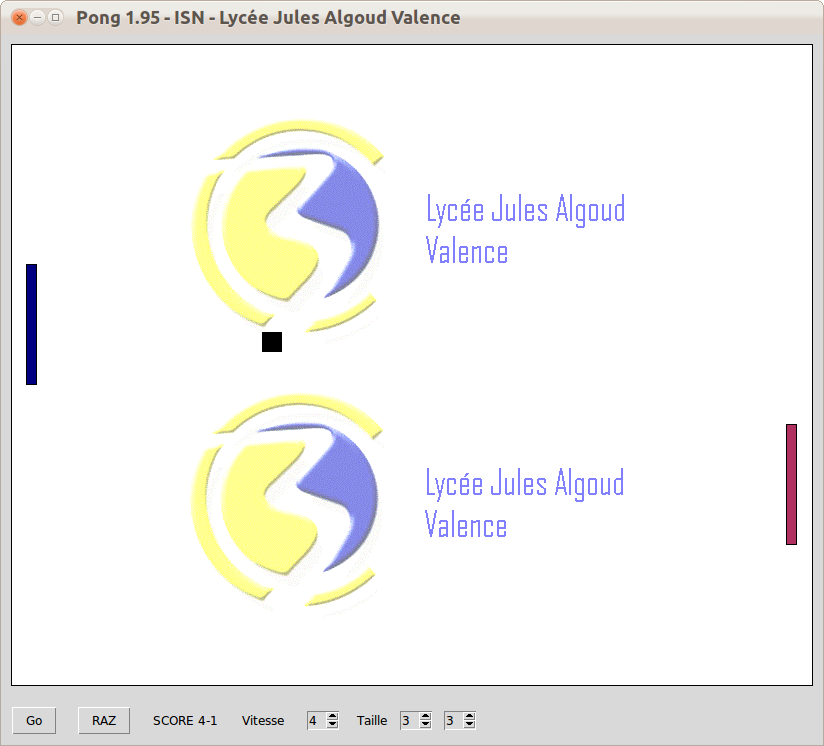 Pong 1.95 - ISN - Lycée Jules Algoud Valence
Lycée Jules Algoud
Valence
Lycée Jules Algoud
Valence
Go RAZ SCORE 4-1 Vitesse 4 Taille 3 3